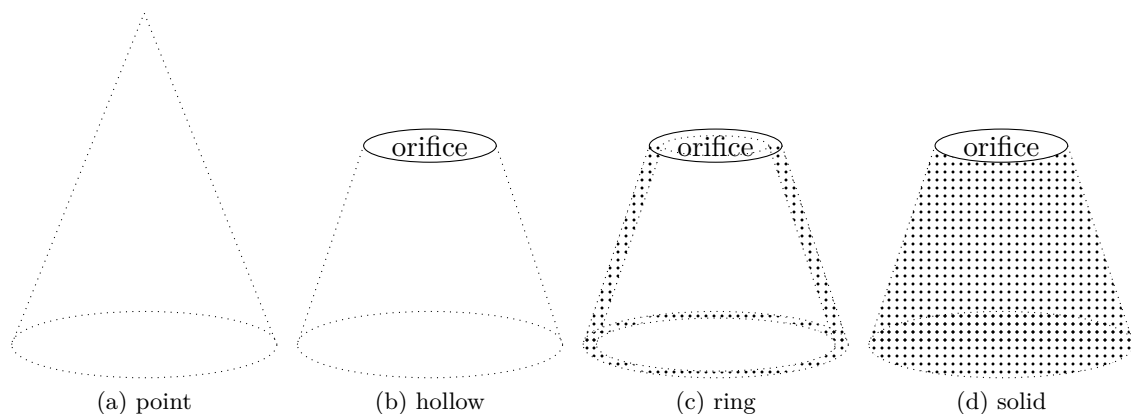 orifice orifice orifice
(a) point (b) hollow (c) ring (d) solid